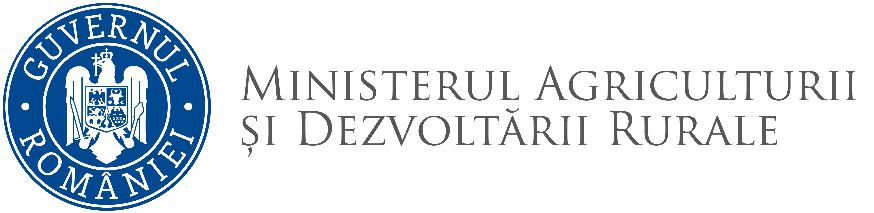 GUVERNUL
ROMÂNIEI
MINISTERUL AGRICULTURII
ȘI DEZVOLTĂRII RURALE